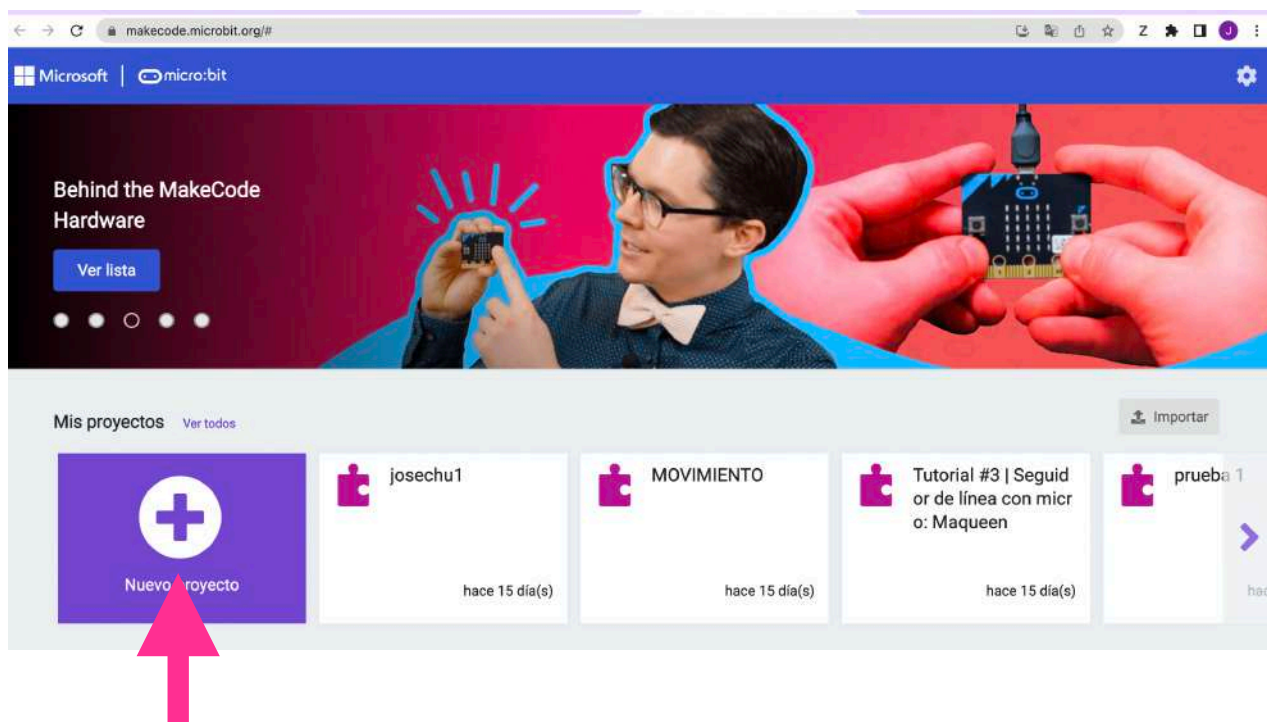 makecode.microbit.org/#
Z
J
Microsoft
micro:bit
Behind the MakeCode
Hardware
Ver lista
Mis proyectos
Ver todos
Importar
Nuevo proyecto
josechu1
hace 15 día(s)
MOVIMIENTO
hace 15 día(s)
Tutorial #3 | Seguid
or de línea con micr
o: Maqueen
hace 15 día(s)
prueba 1